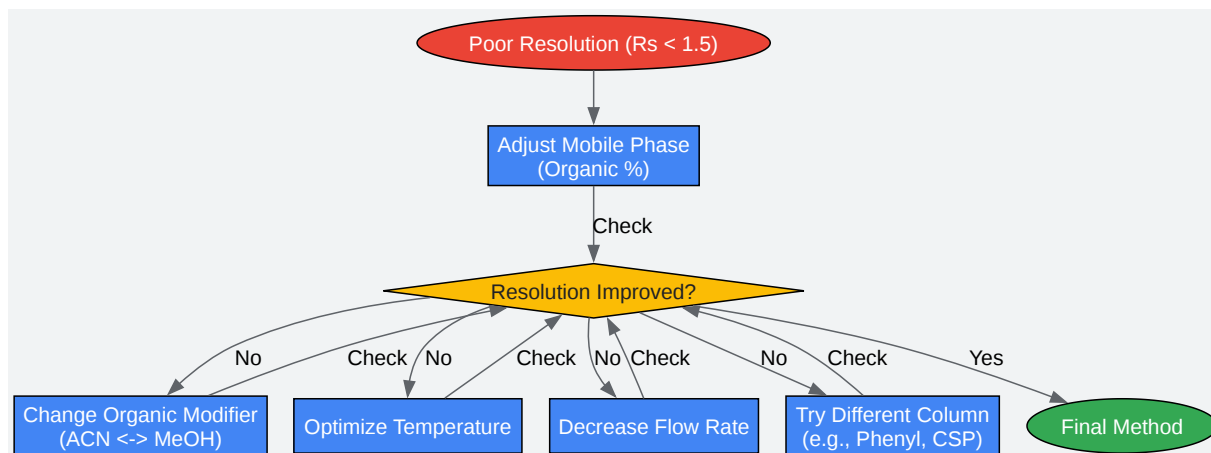 Poor Resolution (Rs < 1.5)
Adjust Mobile Phase
(Organic %)
Check
Resolution Improved?
No
Check
No
Check
No
Check
No
Check
Yes
Change Organic Modifier
(ACN <-> MeOH)
Optimize Temperature
Decrease Flow Rate
Try Different Column
(e.g., Phenyl, CSP)
Final Method